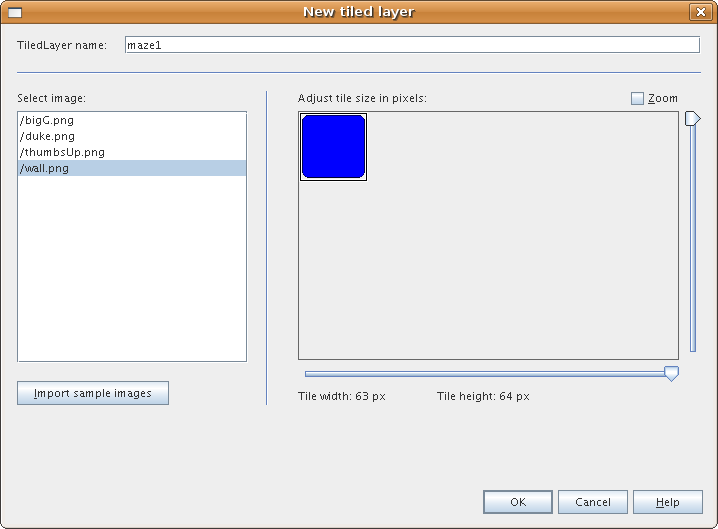 New tiled layer
TiledLayer name: maze1
Select image:
/bigG.png
/duke.png
/thumbsUp.png
/wall.png
Import sample images
Adjust tile size in pixels:
Zoom
Tile width: 63 px
Tile height: 64 px
OK
Cancel
Help